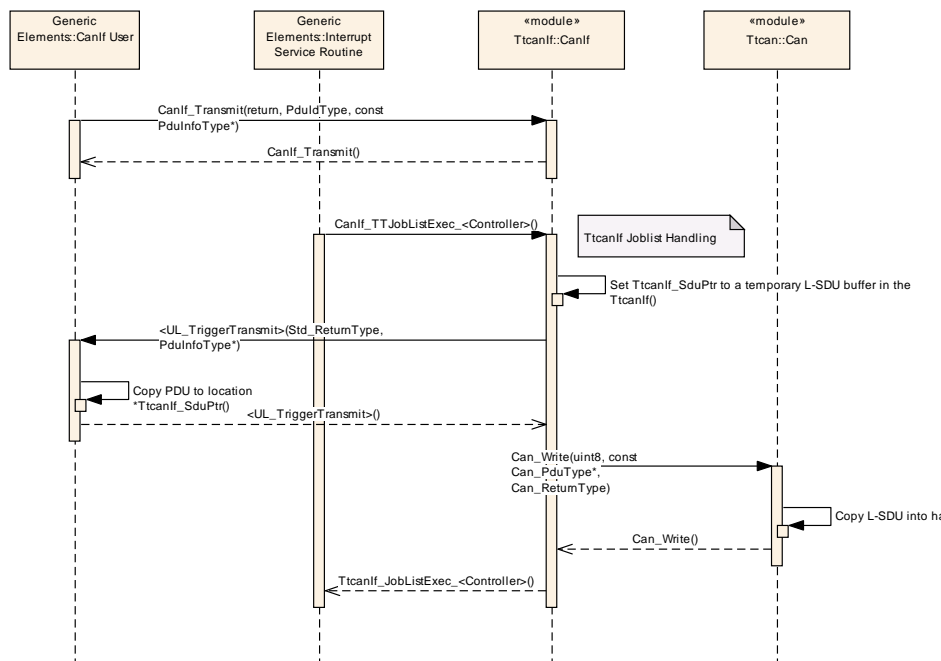 Generic
Elements::CanIf User
Generic
Elements::Interrupt
Service Routine
«module»
TtcanIf::CanIf
«module»
Ttcan::Can
CanIf_Transmit(return, PduIdType, const
PduInfoType*)
CanIf_Transmit()
CanIf_TTJobListExec_<Controller>()
TtcanIf Joblist Handling
Set TtcanIf_SduPtr to a temporary L-SDU buffer in the
TtcanIf()
<UL_TriggerTransmit>(Std_ReturnType,
PduInfoType*)
Copy PDU to location
*TtcanIf_SduPtr()
<UL_TriggerTransmit>()
Can_Write(uint8, const
Can_PduType*,
Can_ReturnType)
Copy L-SDU into ha
Can_Write()
TtcanIf_JobListExec_<Controller>()